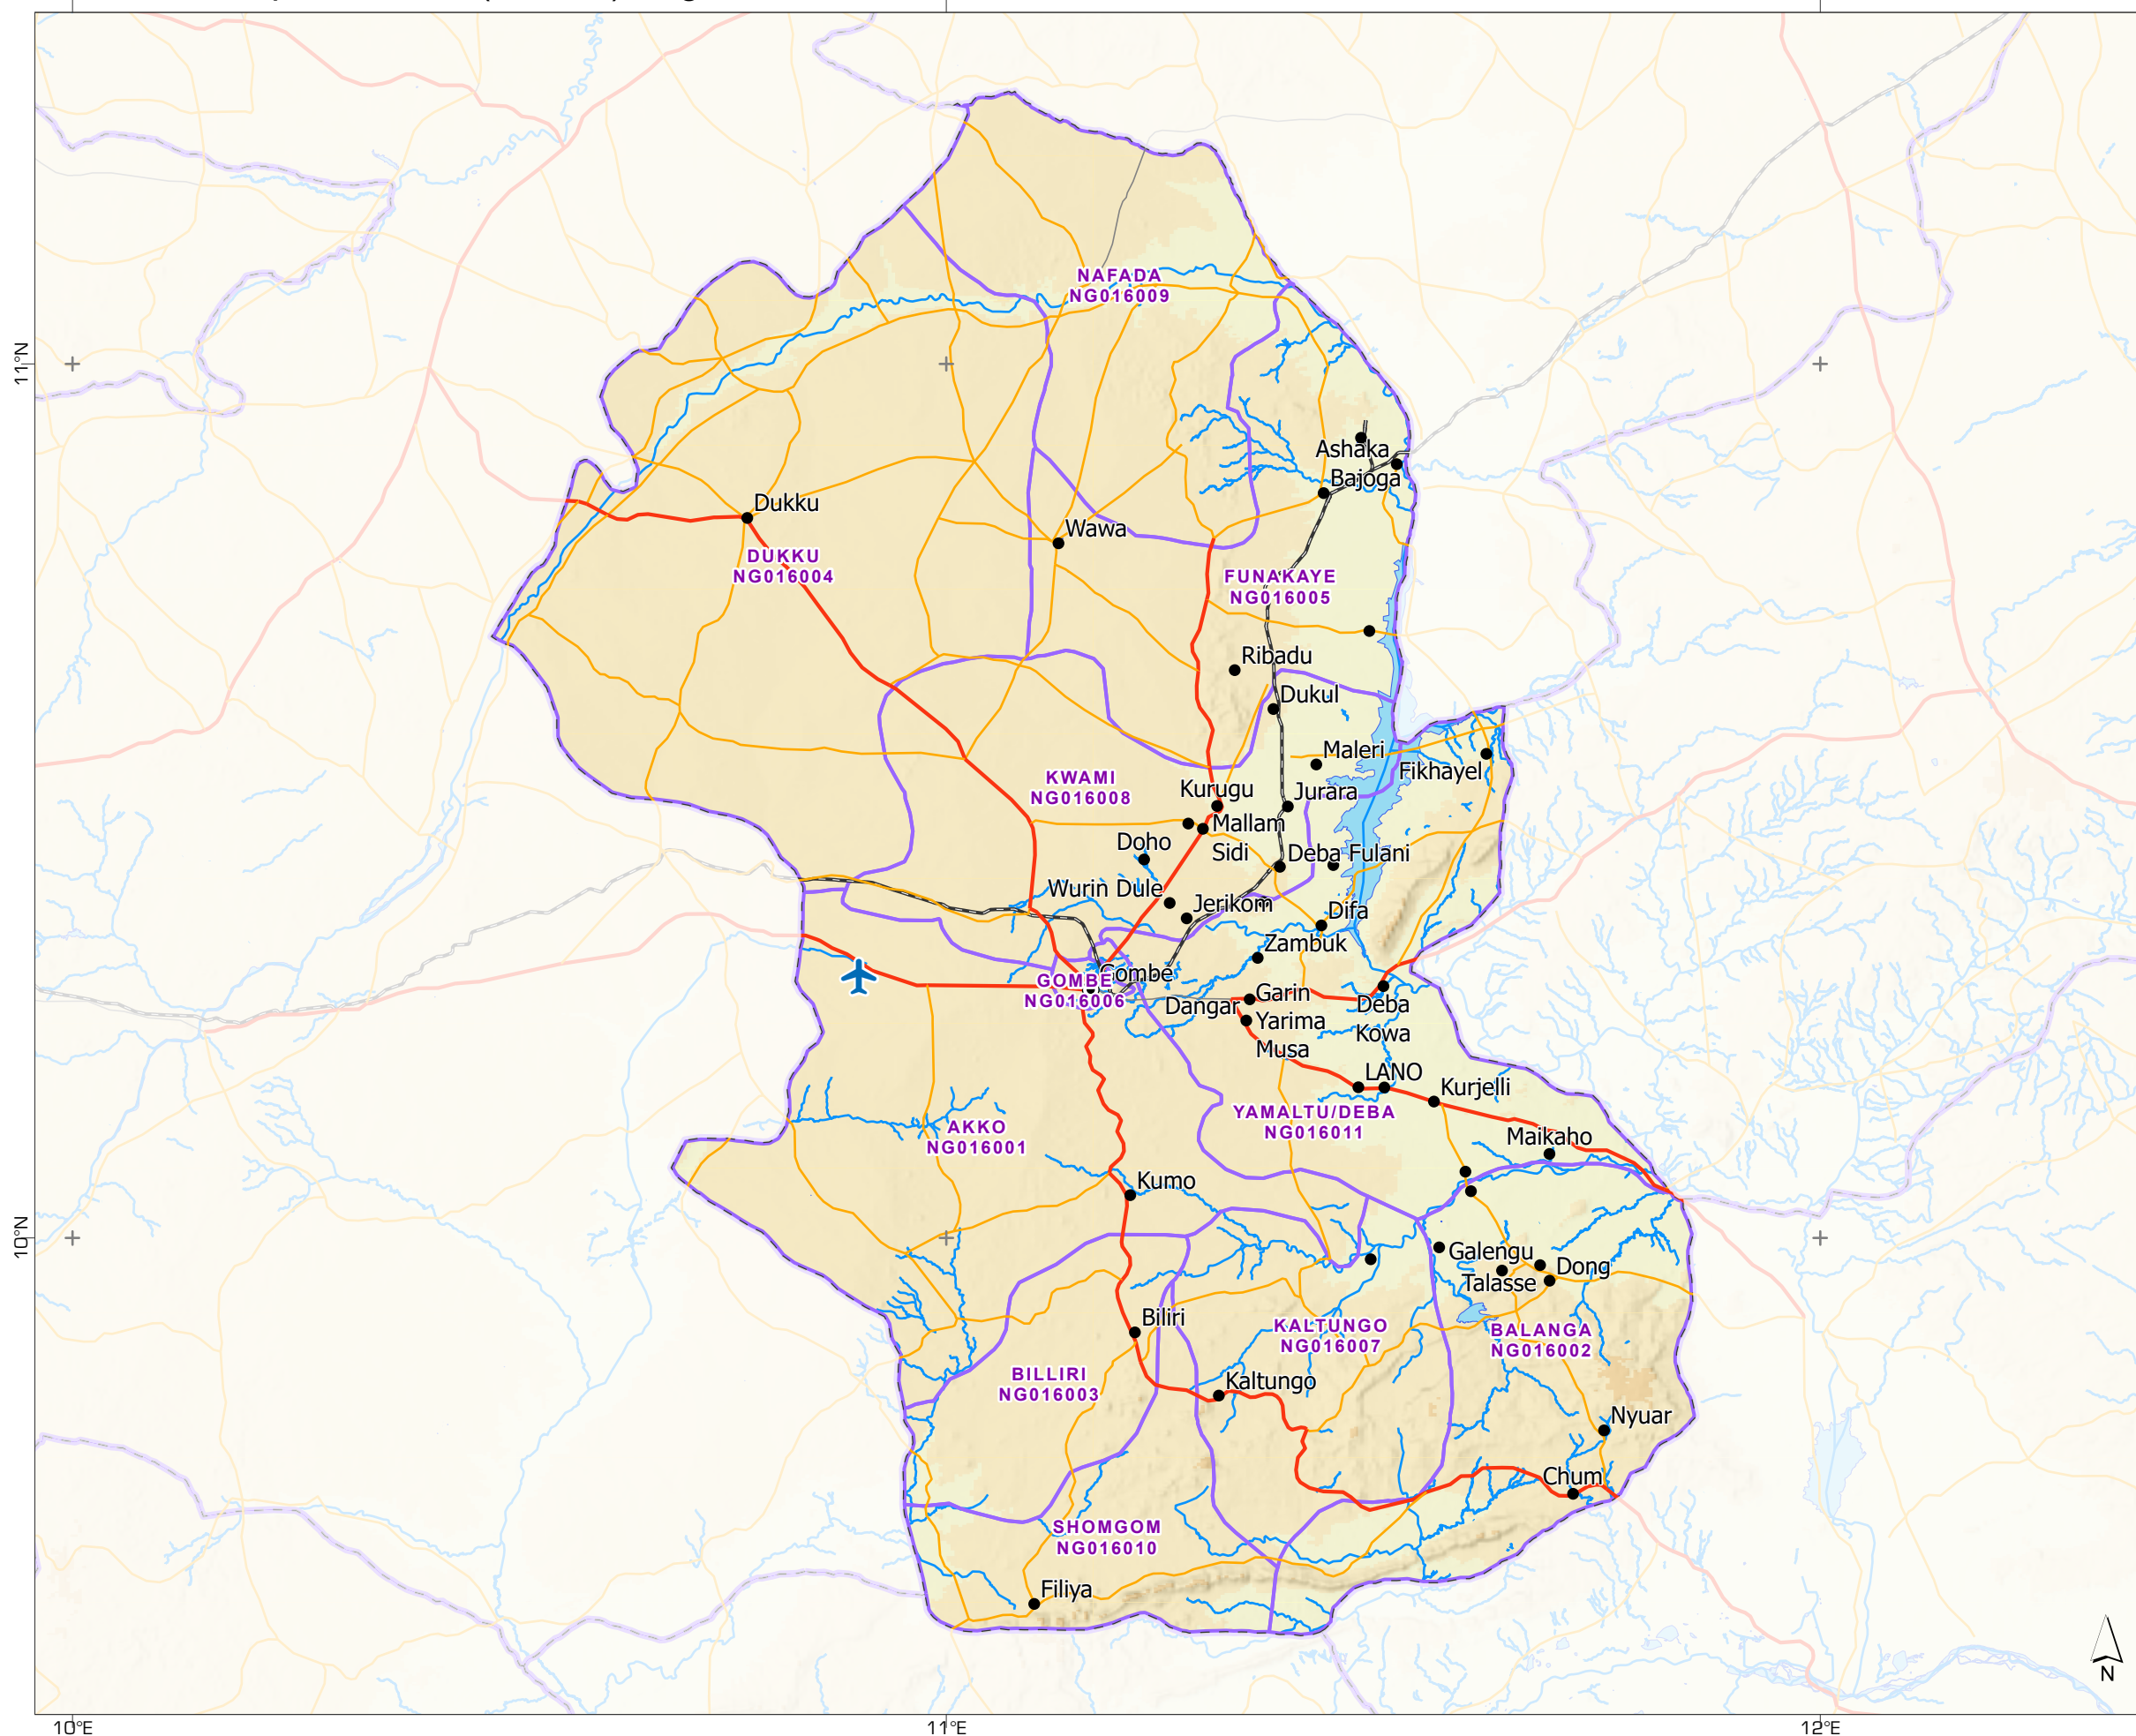 NAFADA
NG016009
11°N
Ashaka
Bajoga
Dukku
Wawa
DUKKU
NG016004
FUNAKAYE
NG016005
Ribadu
Dukul
Maleri
Fikhayel
KWAMI
NG016008
Kurugu
Jurara
Mallam
Sidi
Doho
Deba Fulani
Wurin Dule
Jerikom
Difa
Zambuk
Gombe
GOMBE
NG016006
Garin
Dangar
Yarima
Musa
Deba
Kowa
LANO
Kurjelli
YAMALTU/DEBA
NG016011
AKKO
NG016001
Maikaho
Kumo
10°N
Galengu
Dong
Talasse
Biliri
KALTUNGO
NG016007
BALANGA
NG016002
BILLIRI
NG016003
Kaltungo
Nyuar
Chum
SHOMGOM
NG016010
Filiya
N
10°E
11°E
12°E